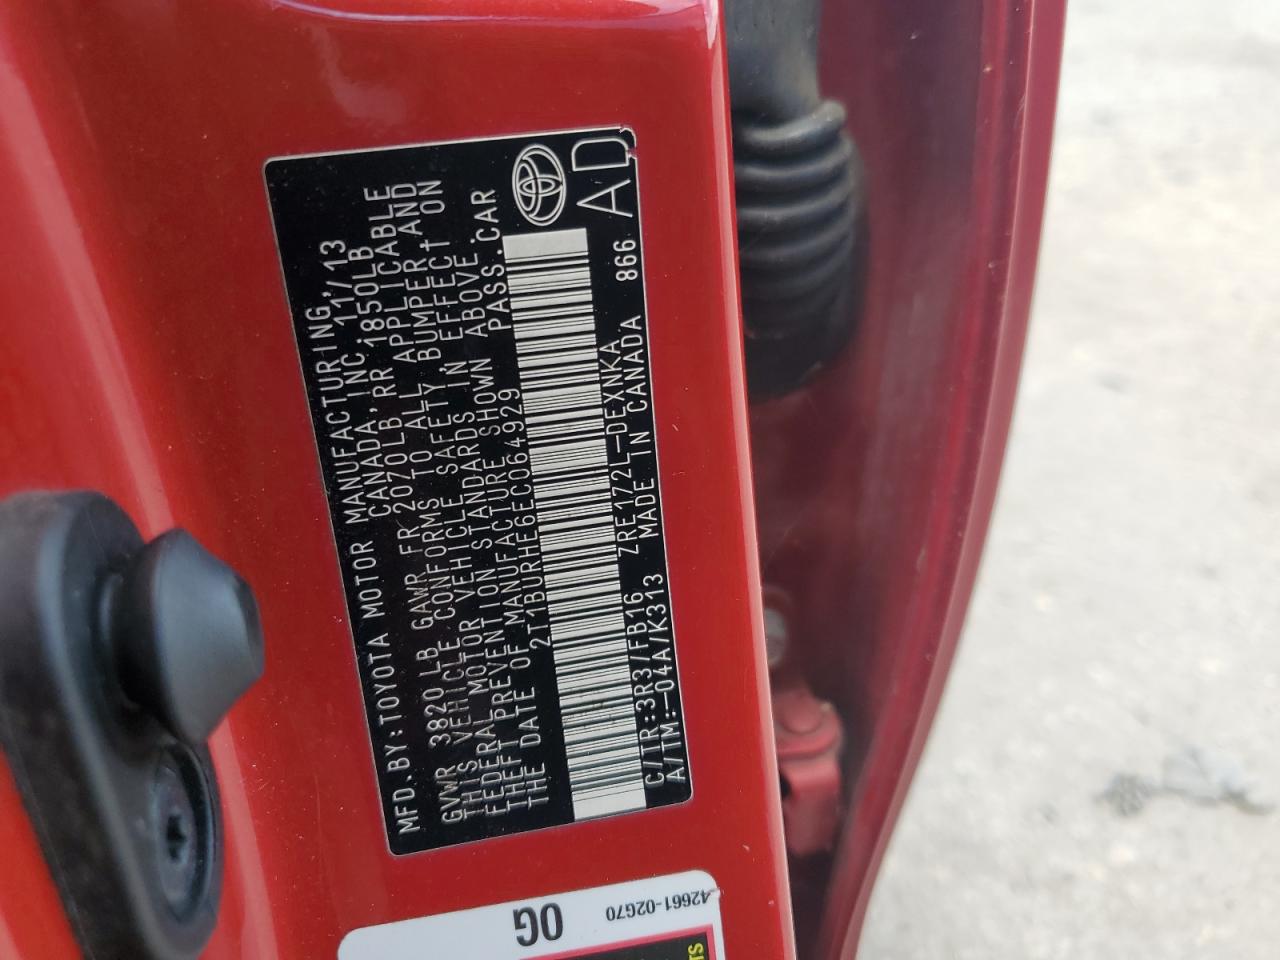 MFD.BY:TOYOTA MOTOR MANUFACTURING,
CANADA, INC. 11/13
GVWR 3820 LB GAWR FR 2070LB RR 1850LB
THIS VEHICLE CONFORMS TO ALL APPLICABLE
FEDERAL MOTOR VEHICLE SAFETY, BUMPER, AND
THEFT PREVENTION STANDARDS IN EFFECT ON
THE DATE OF MANUFACTURE SHOWN ABOVE.
2T1BURHE6EC064929 PASS.CAR
C/TR:3R3/FB16 ZRE172L-DEXNKA 866
A/TM:-04A/K313 MADE IN CANADA
AD
OG
42661-02G70